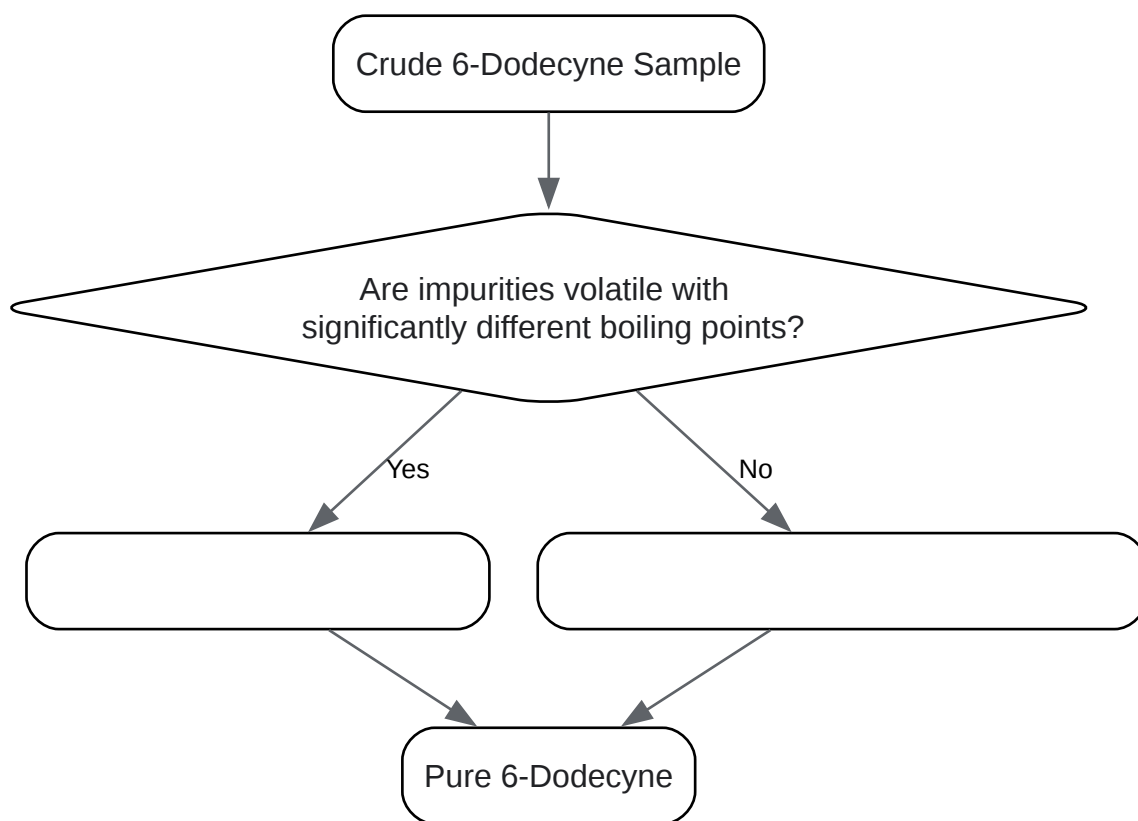 Crude 6-Dodecyne Sample
Are impurities volatile with
significantly different boiling points?
Yes
No
Pure 6-Dodecyne